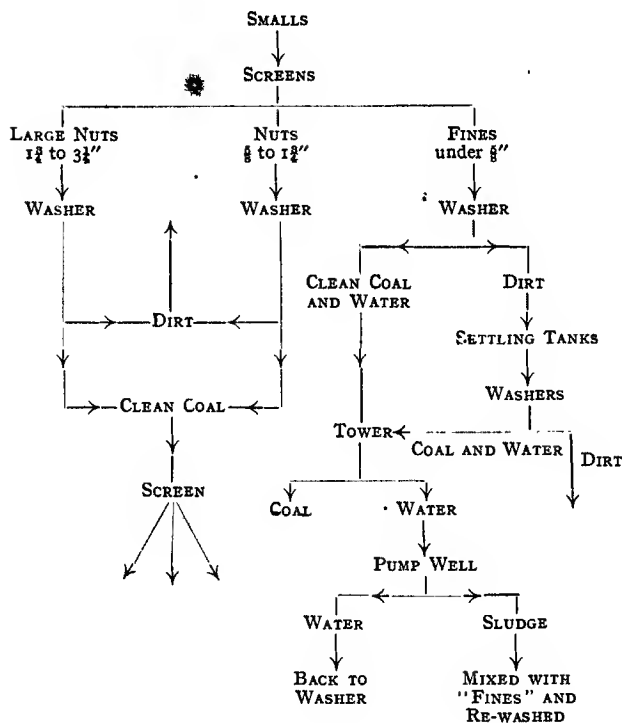 SMALLS
SCREENS
LARGE NUTS
1¾ to 3½"
NUTS
⅝ to 1¾"
FINES
under ⅝"
WASHER
WASHER
WASHER
CLEAN COAL
AND WATER
DIRT
DIRT
SETTLING TANKS
WASHERS
CLEAN COAL
TOWER
COAL AND WATER
DIRT
SCREEN
COAL
WATER
PUMP WELL
WATER
SLUDGE
BACK TO
WASHER
MIXED WITH
"FINES" AND
RE-WASHED